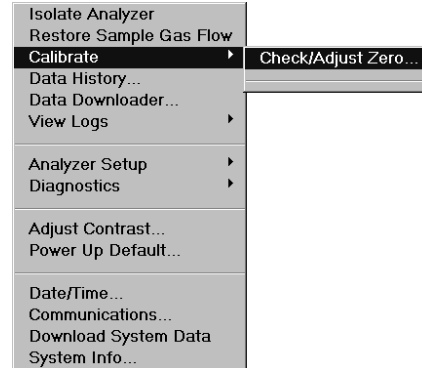 Isolate Analyzer
Restore Sample Gas Flow
Calibrate
Check/Adjust Zero...
Data History...
Data Downloader...
View Logs
Analyzer Setup
Diagnostics
Adjust Contrast...
Power Up Default...
Date/Time...
Communications...
Download System Data
System Info...